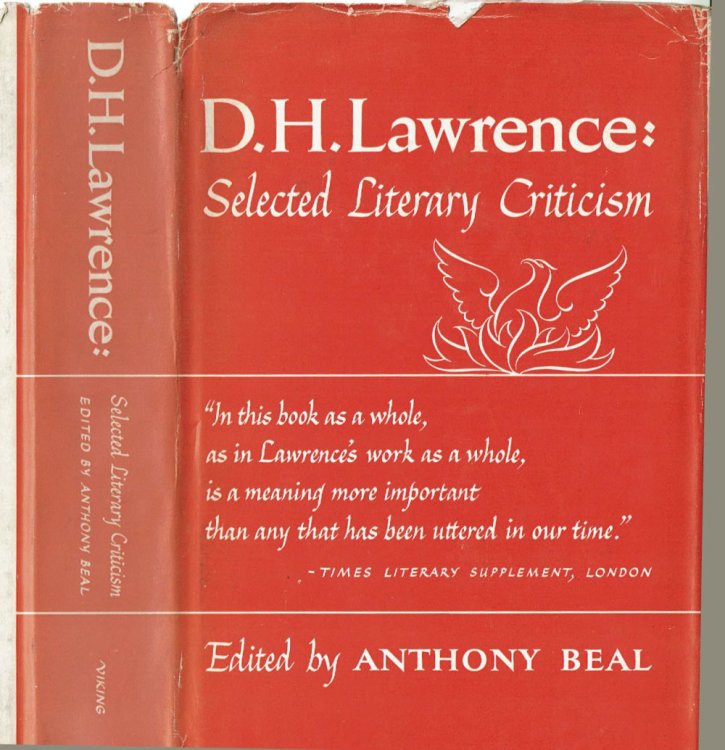 D.H.Lawrence:
Selected Literary Criticism
EDITED BY ANTHONY BEAL
VIKING
D.H.Lawrence:
Selected Literary Criticism
“In this book as a whole,
as in Lawrence's work as a whole,
is a meaning more important
than any that has been uttered in our time.”
-TIMES LITERARY SUPPLEMENT, LONDON
Edited by ANTHONY BEAL